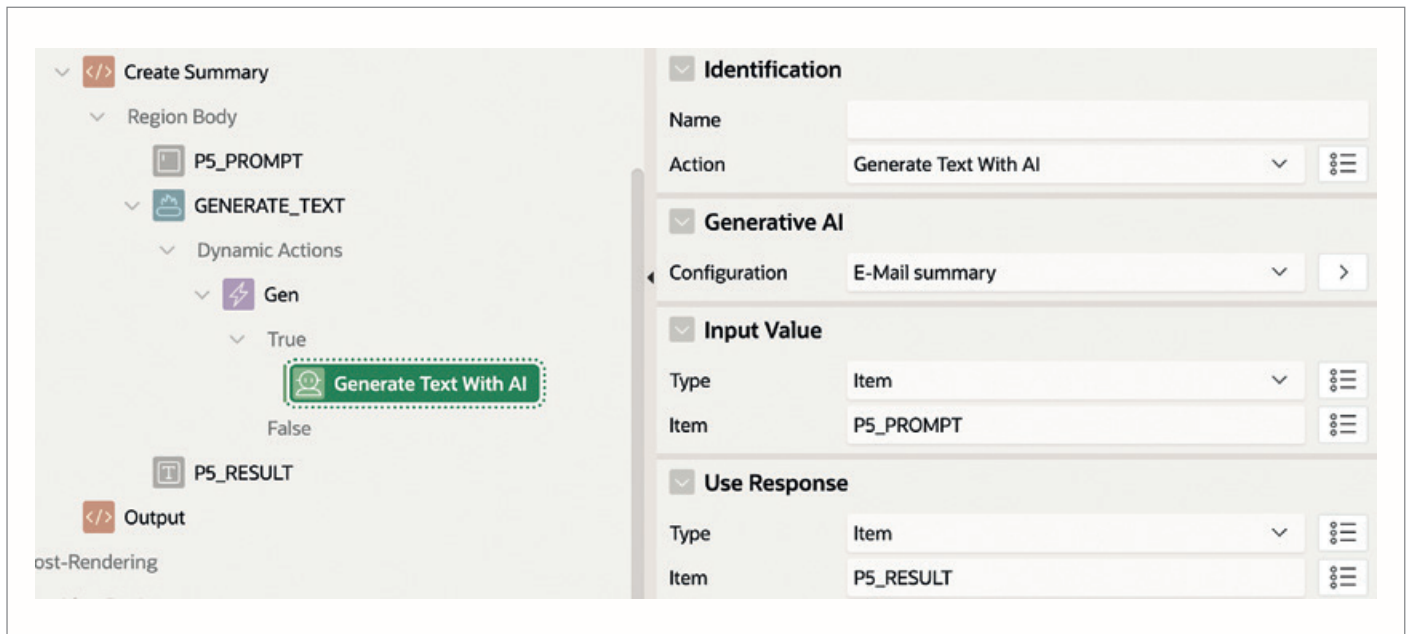 Create Summary
Region Body
P5_PROMPT
GENERATE_TEXT
Dynamic Actions
Gen
True
Generate Text With AI
False
P5_RESULT
Output
ost-Rendering
Identification
Name
Action Generate Text With AI
Generative AI
Configuration E-Mail summary
Input Value
Type Item
Item P5_PROMPT
Use Response
Type Item
Item P5_RESULT